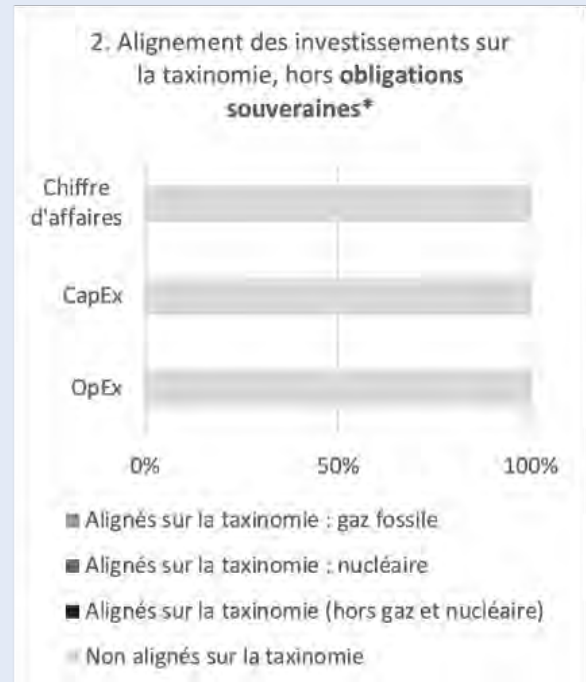 2. Alignement des investissements sur
la taxinomie, hors obligations
souveraines*
Chiffre
d'affaires
CapEx
OpEx
0% 50% 100%
Alignés sur la taxinomie : gaz fossile
Alignés sur la taxinomie : nucléaire
Alignés sur la taxinomie (hors gaz et nucléaire)
Non alignés sur la taxinomie